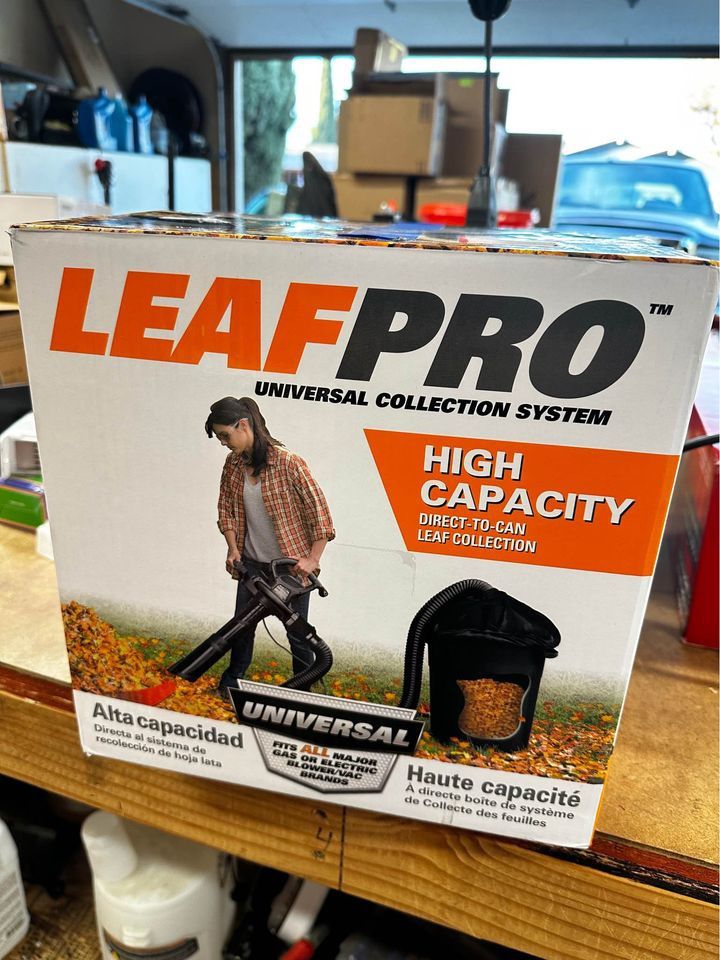 LEAFPRO™
UNIVERSAL COLLECTION SYSTEM
HIGH
CAPACITY
DIRECT-TO-CAN
LEAF COLLECTION
UNIVERSAL
FITS ALL MAJOR
GAS OR ELECTRIC
BLOWER/VAC
BRANDS
Alta capacidad
Directa al sistema de
recolección de hoja lata
Haute capacité
À directe boîte de système
de Collecte des feuilles